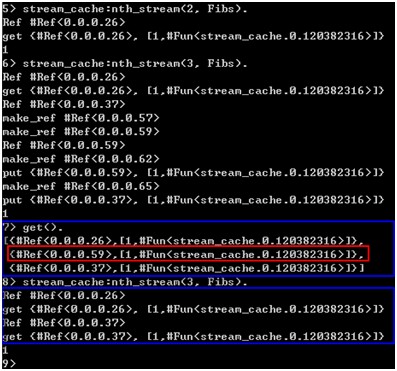 5> stream_cache:nth_stream(2, Fibs).
Ref #Ref<0.0.0.26>
get {#Ref<0.0.0.26>, [1,#Fun<stream_cache.0.120382316>]}
1
6> stream_cache:nth_stream(3, Fibs).
Ref #Ref<0.0.0.26>
get {#Ref<0.0.0.26>, [1,#Fun<stream_cache.0.120382316>]}
Ref #Ref<0.0.0.37>
make_ref #Ref<0.0.0.57>
make_ref #Ref<0.0.0.59>
Ref #Ref<0.0.0.59>
make_ref #Ref<0.0.0.62>
put {#Ref<0.0.0.59>, [1,#Fun<stream_cache.0.120382316>]}
make_ref #Ref<0.0.0.65>
put {#Ref<0.0.0.37>, [1,#Fun<stream_cache.0.120382316>]}
1
7> get().
[{#Ref<0.0.0.26>,[1,#Fun<stream_cache.0.120382316>]},
{#Ref<0.0.0.59>,[1,#Fun<stream_cache.0.120382316>]},
{#Ref<0.0.0.37>,[1,#Fun<stream_cache.0.120382316>]}]
8> stream_cache:nth_stream(3, Fibs).
Ref #Ref<0.0.0.26>
get {#Ref<0.0.0.26>, [1,#Fun<stream_cache.0.120382316>]}
Ref #Ref<0.0.0.37>
get {#Ref<0.0.0.37>, [1,#Fun<stream_cache.0.120382316>]}
1
9>